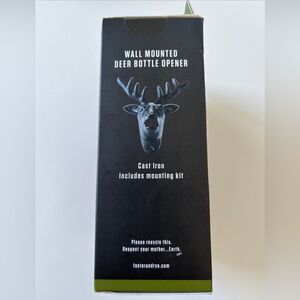 WALL MOUNTED
DEER BOTTLE OPENER
Cast Iron
Includes mounting kit
Please recycle this.
Respect your mother...Earth.
fosterandrye.com